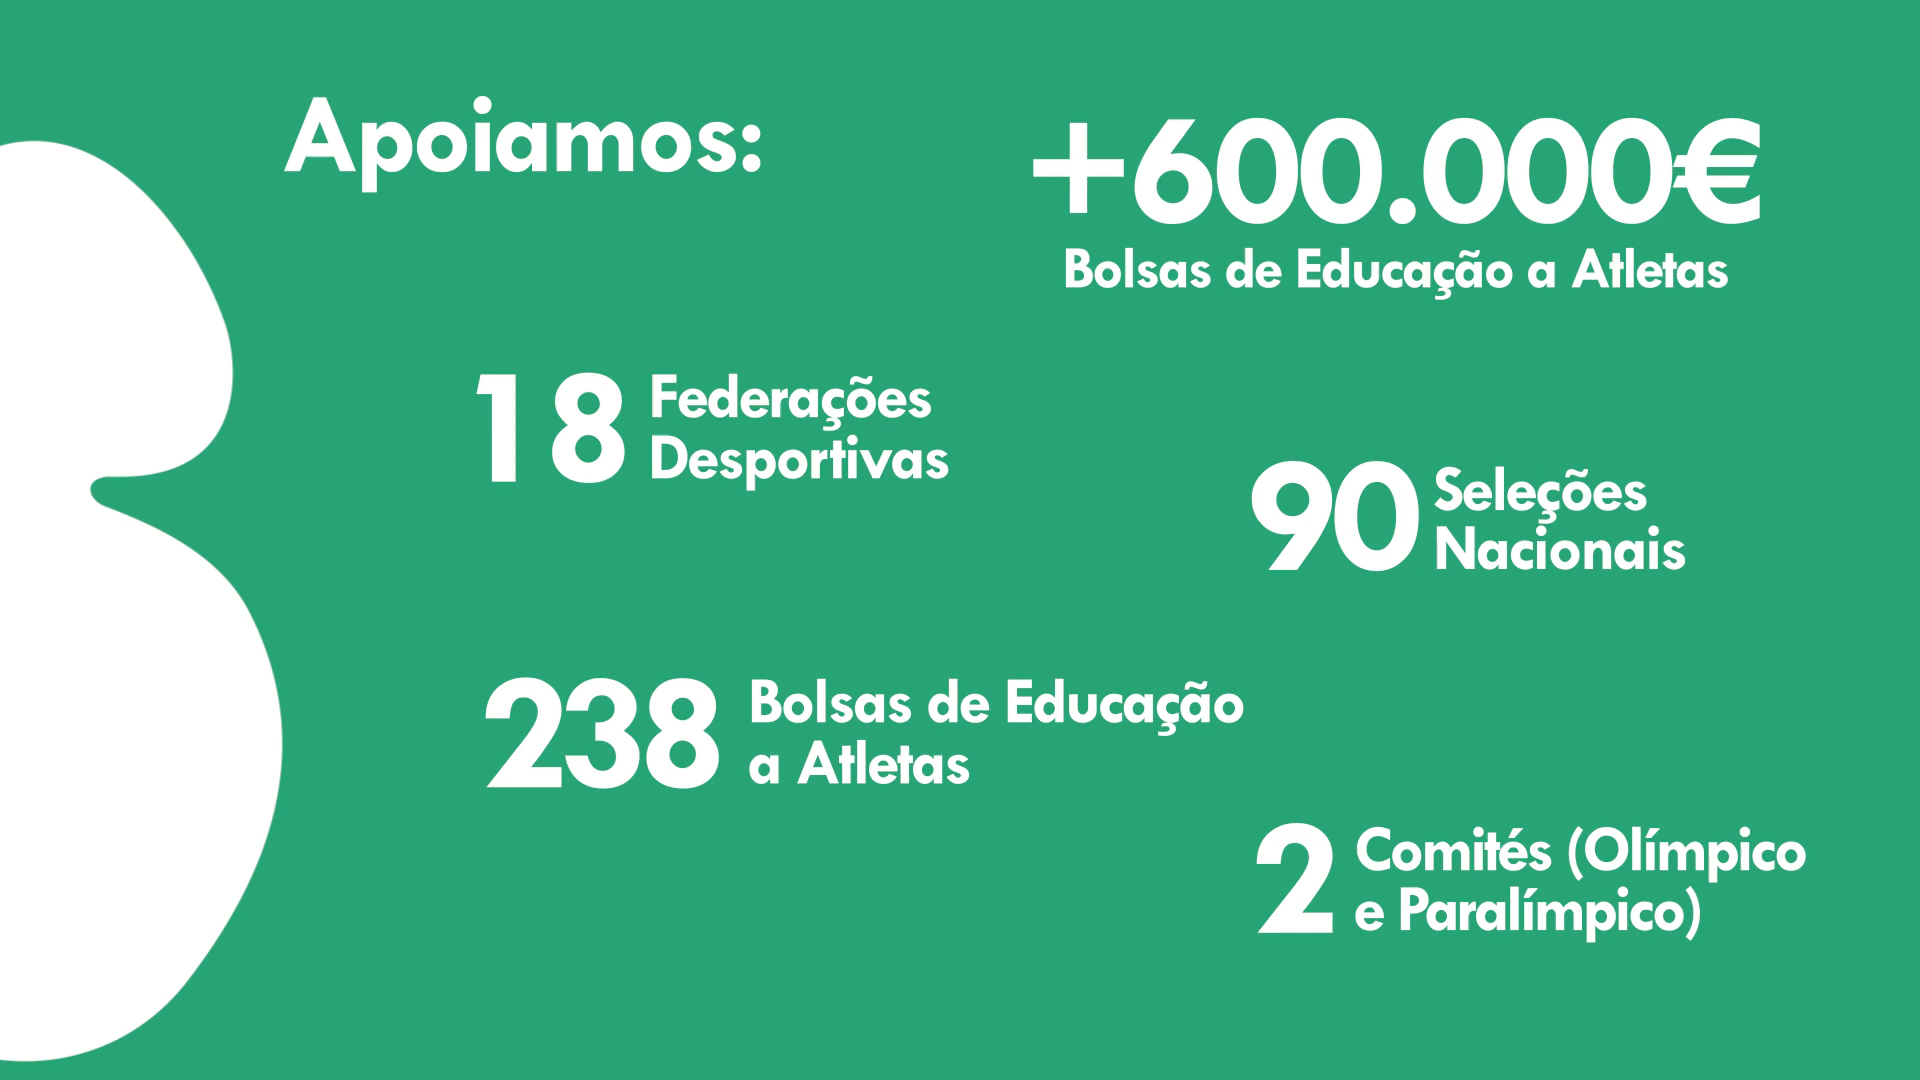 Apoiamos:
+600.000€
Bolsas de Educação a Atletas
18 Federações
Desportivas
90 Seleções
Nacionais
238 Bolsas de Educação
a Atletas
2 Comités (Olímpico
e Paralímpico)